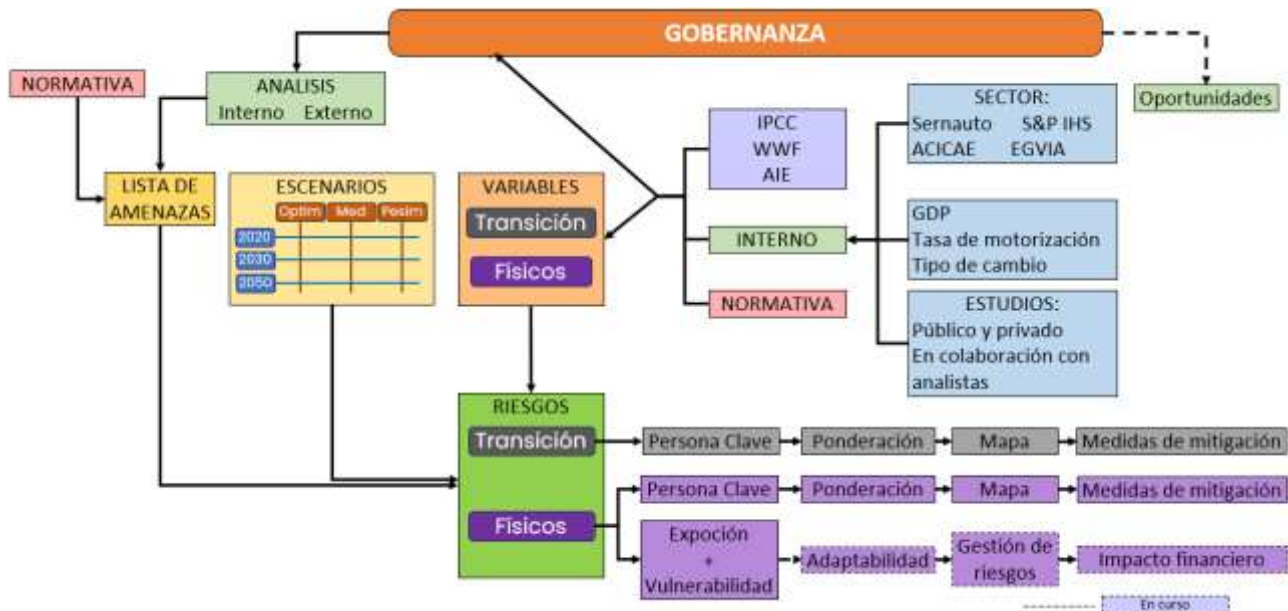 GOBERNANZA
NORMATIVA
ANALISIS
Interno Externo
Oportunidades
LISTA DE
AMENAZAS
ESCENARIOS
Optim Med Pesim
2020
2030
2050
VARIABLES
Transición
Físicos
IPCC
WWF
AIE
INTERNO
NORMATIVA
SECTOR:
Sernauto S&P IHS
ACICAE EGVIA
GDP
Tasa de motorización
Tipo de cambio
ESTUDIOS:
Público y privado
En colaboración con
analistas
RIESGOS
Transición
Físicos
Persona Clave
Ponderación
Mapa
Medidas de mitigación
Persona Clave
Ponderación
Mapa
Medidas de mitigación
Expoción
+
Vulnerabilidad
Adaptabilidad
Gestión de
riesgos
Impacto financiero
En curso